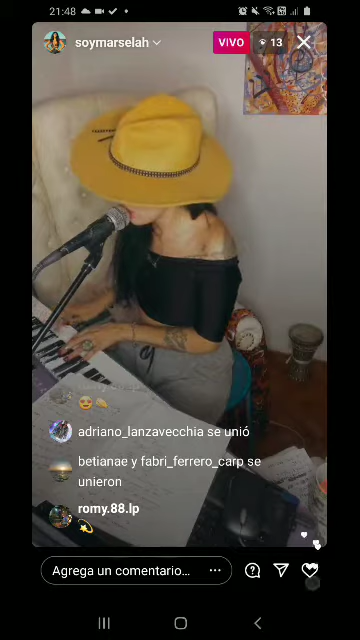 21:48
soymarselah
VIVO
13
adriano_lanzavecchia se unió
betianae y fabri_ferrero_carp se
unieron
romy.88.lp
Agrega un comentario...